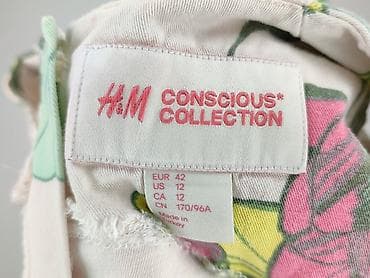 H&M CONSCIOUS*
COLLECTION
EUR 42
US 12
CA 12
CN 170/96A
Made in